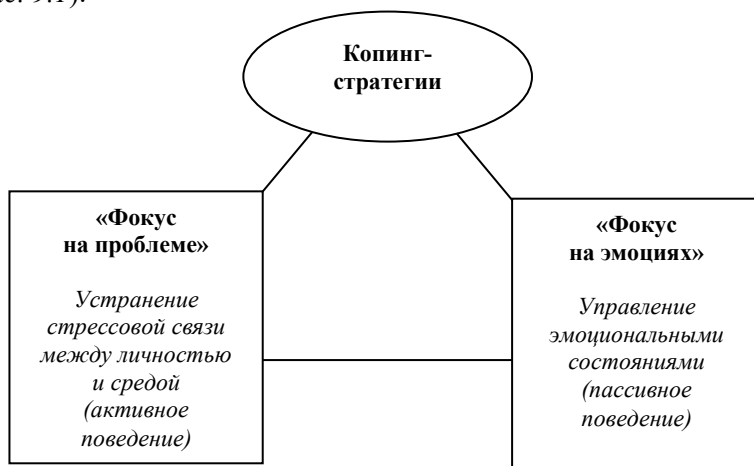 с. 9.1).
Копинг-
стратегии
«Фокус
на проблеме»
Устранение
стрессовой связи
между личностью
и средой
(активное
поведение)
«Фокус
на эмоциях»
Управление
эмоциональными
состояниями
(пассивное
поведение)